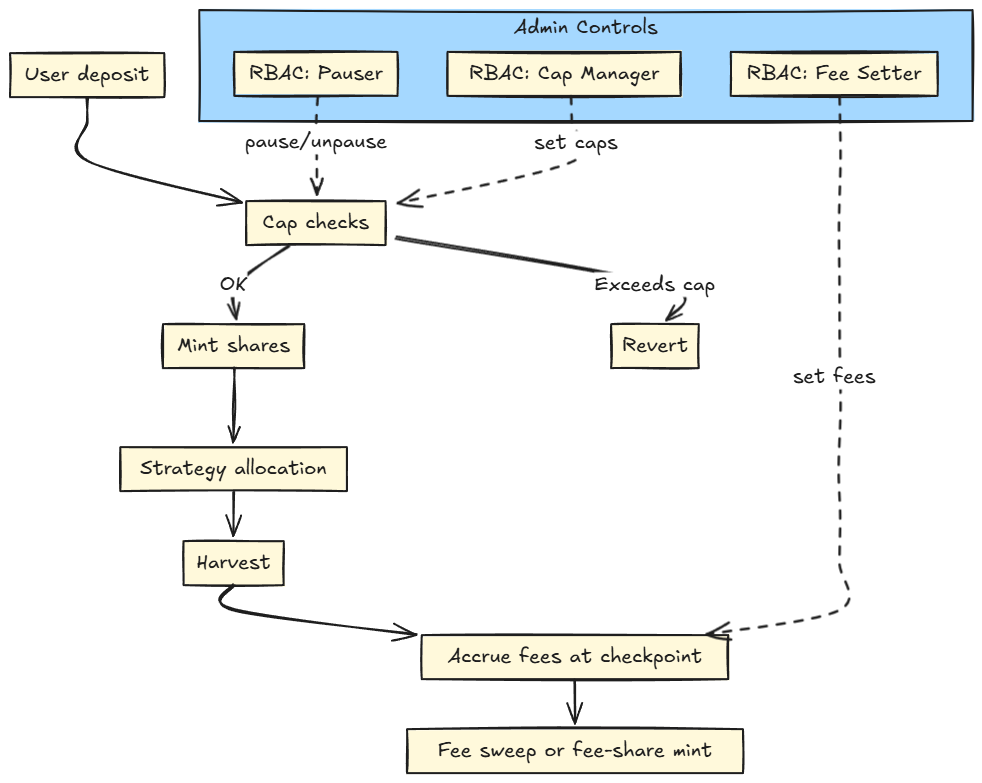 Admin Controls
User deposit
RBAC: Pauser
RBAC: Cap Manager
RBAC: Fee Setter
pause/unpause
set caps
Cap checks
OK
Exceeds cap
Mint shares
Revert
set fees
Strategy allocation
Harvest
Accrue fees at checkpoint
Fee sweep or fee-share mint